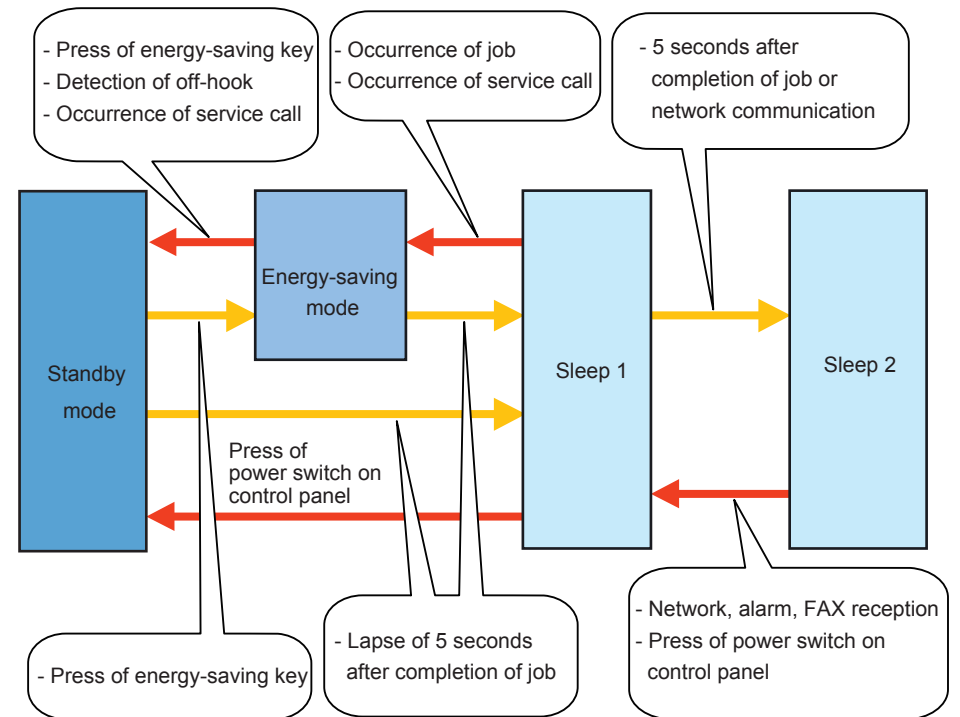 - Press of energy-saving key
- Detection of off-hook
- Occurrence of service call
- Occurrence of job
- Occurrence of service call
- 5 seconds after
completion of job or
network communication
Energy-saving
mode
Standby
mode
Sleep 1
Sleep 2
Press of
power switch on
control panel
- Press of energy-saving key
- Lapse of 5 seconds
after completion of job
- Network, alarm, FAX reception
- Press of power switch on
control panel